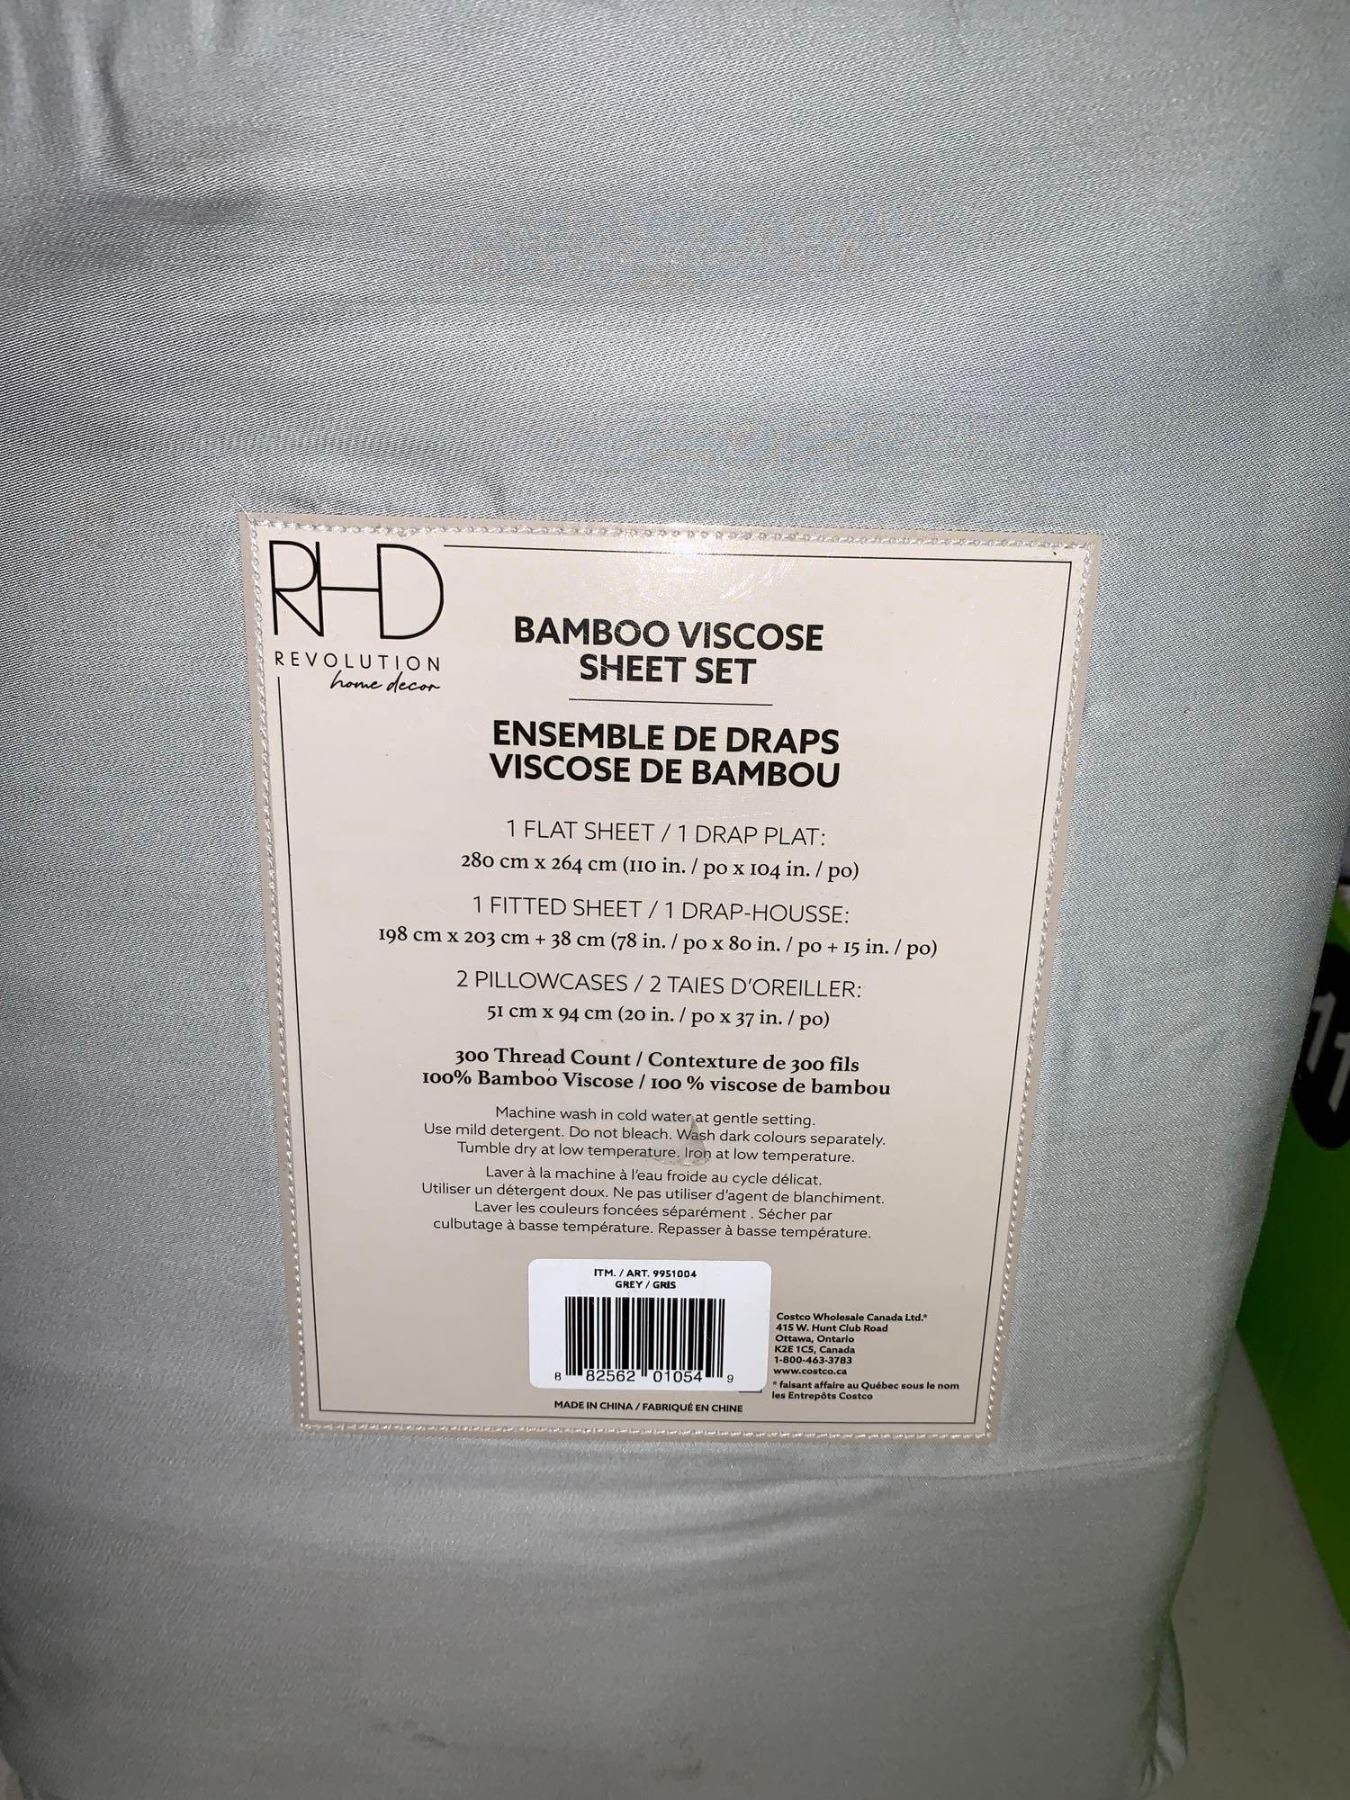 RHD
REVOLUTION
home decor
BAMBOO VISCOSE
SHEET SET
ENSEMBLE DE DRAPS
VISCOSE DE BAMBOU
1 FLAT SHEET / 1 DRAP PLAT:
280 cm x 264 cm (110 in. / po x 104 in. / po)
1 FITTED SHEET / 1 DRAP-HOUSSE:
198 cm x 203 cm + 38 cm (78 in. / po x 80 in. / po + 15 in. / po)
2 PILLOWCASES / 2 TAIES D'OREILLER:
51 cm x 94 cm (20 in. / po x 37 in. / po)
300 Thread Count / Contexture de 300 fils
100% Bamboo Viscose / 100 % viscose de bambou
Machine wash in cold water at gentle setting.
Use mild detergent. Do not bleach. Wash dark colours separately.
Tumble dry at low temperature. Iron at low temperature.
Laver à la machine à l'eau froide au cycle délicat.
Utiliser un détergent doux. Ne pas utiliser d'agent de blanchiment.
Laver les couleurs foncées séparément . Sécher par
culbutage à basse température. Repasser à basse température.
ITM. / ART. 9951004
GREY / GRIS
8 82562 01054 9
MADE IN CHINA / FABRIQUÉ EN CHINE
Costco Wholesale Canada Ltd.*
415 W. Hunt Club Road
Ottawa, Ontario
K2E 1C5, Canada
1-800-463-3783
www.costco.ca
* faisant affaire au Québec sous le nom
les Entrepôts Costco